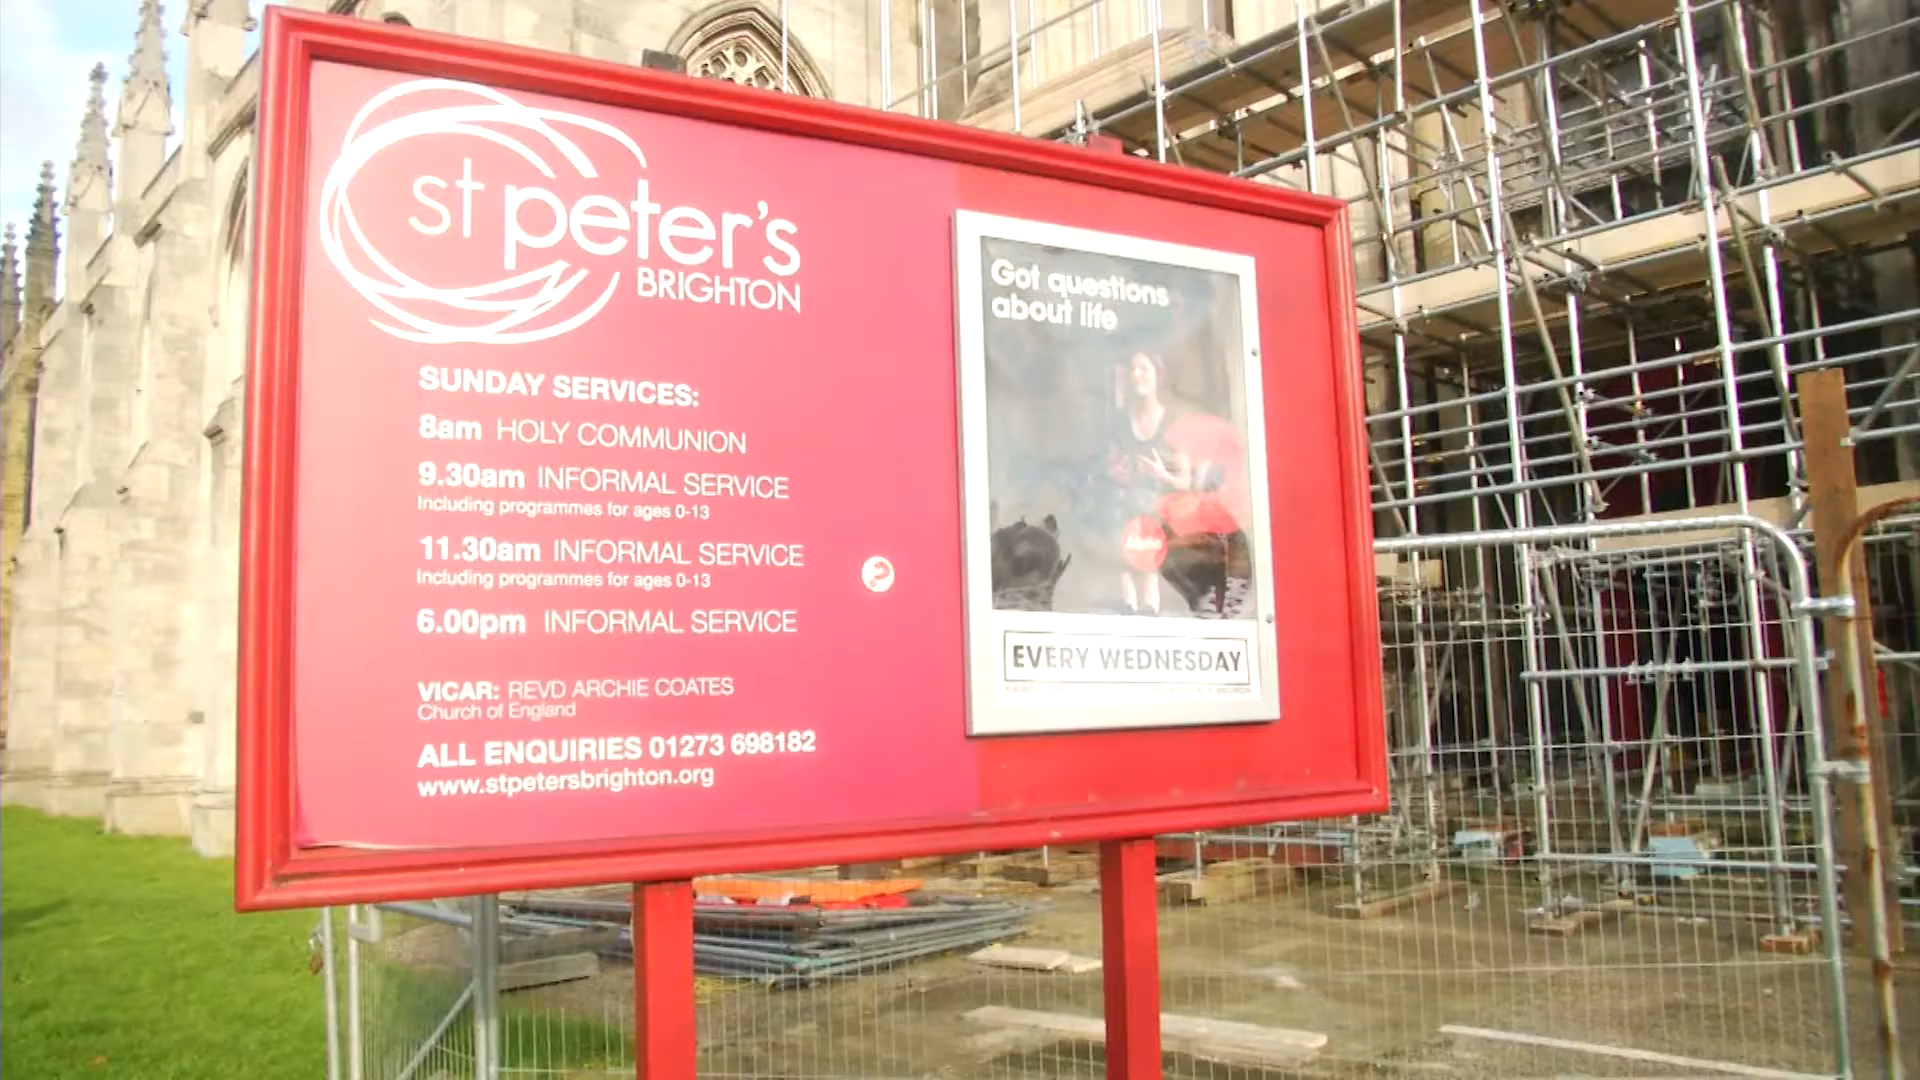 st peter's
BRIGHTON
SUNDAY SERVICES:
8am HOLY COMMUNION
9.30am INFORMAL SERVICE
Including programmes for ages 0-13
11.30am INFORMAL SERVICE
Including programmes for ages 0-13
6.00pm INFORMAL SERVICE
VICAR: REVD ARCHIE COATES
Church of England
ALL ENQUIRIES 01273 698182
www.stpetersbrighton.org
?
Got questions
about life
EVERY WEDNESDAY